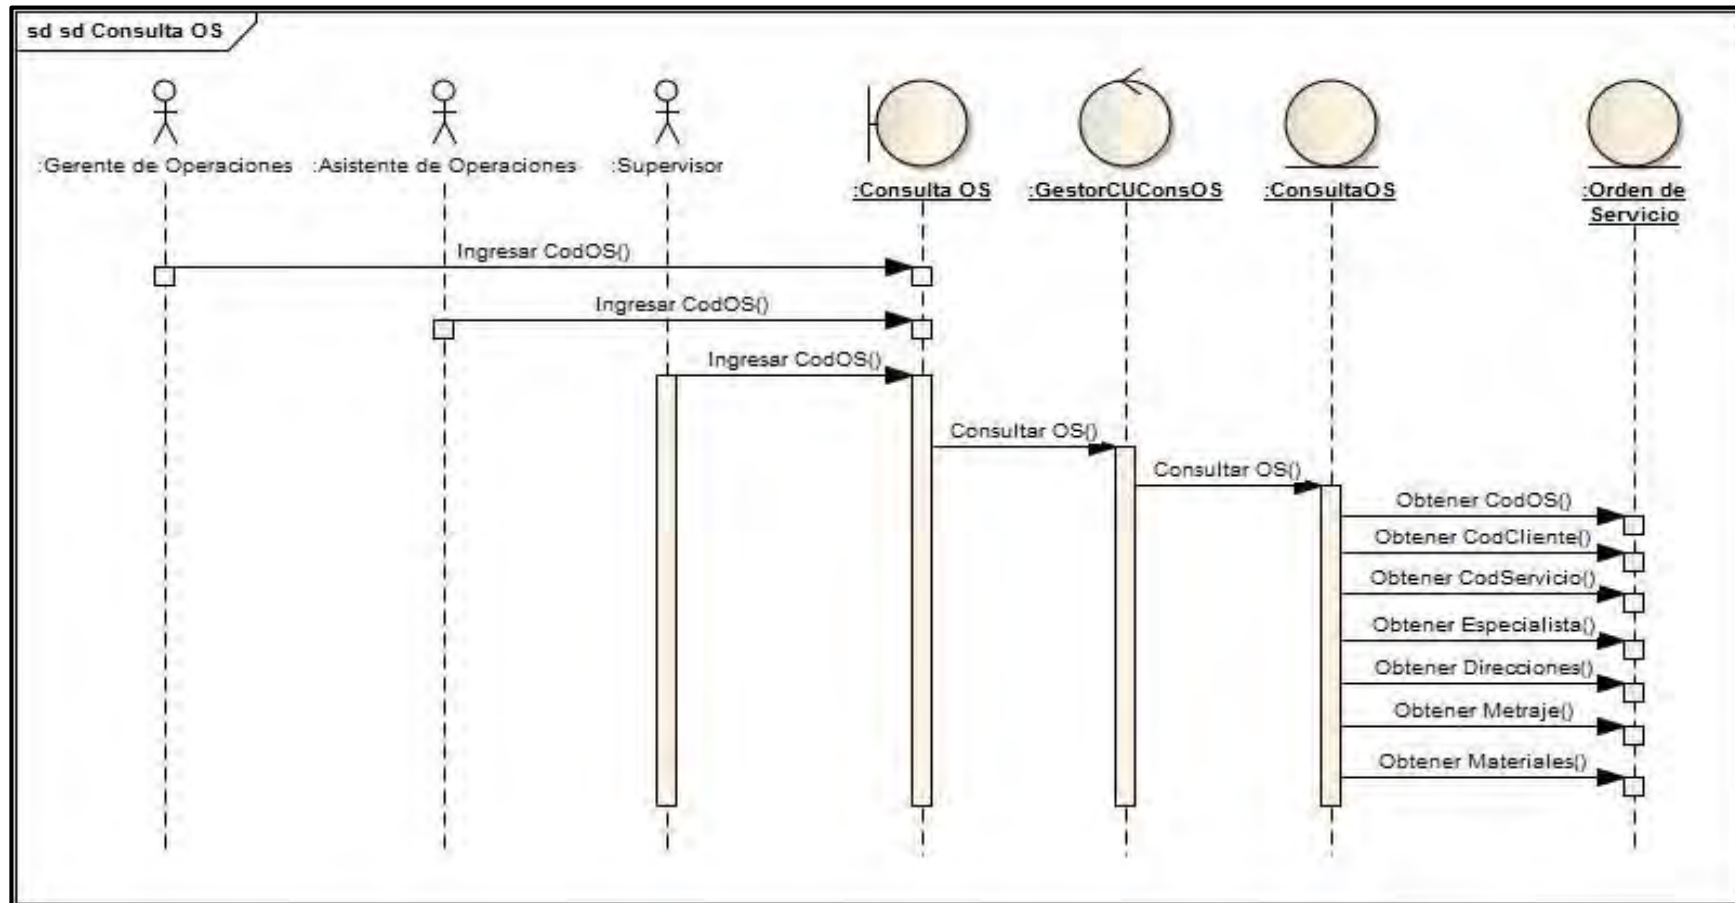 sd sd Consulta OS
:Gerente de Operaciones
:Asistente de Operaciones
:Supervisor
:Consulta OS
:GestorCUConsOS
:ConsultaOS
:Orden de
Servicio
Ingresar CodOS()
Ingresar CodOS()
Ingresar CodOS()
Consultar OS()
Consultar OS()
Obtener CodOS()
Obtener CodCliente()
Obtener CodServicio()
Obtener Especialista()
Obtener Direcciones()
Obtener Metraje()
Obtener Materiales()